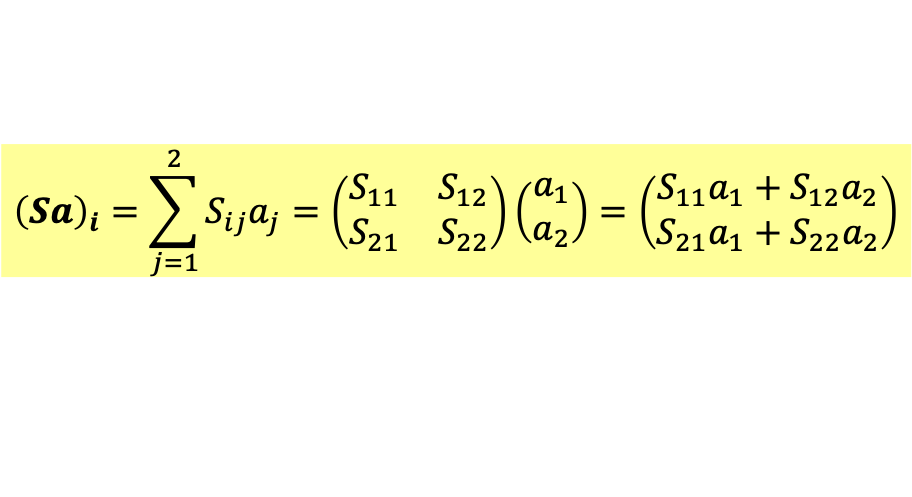 $(\boldsymbol{Sa})_{\boldsymbol{i}} = \sum_{j=1}^{2} S_{ij} a_j = \begin{pmatrix} S_{11} & S_{12} \\ S_{21} & S_{22} \end{pmatrix} \begin{pmatrix} a_1 \\ a_2 \end{pmatrix} = \begin{pmatrix} S_{11}a_1 + S_{12}a_2 \\ S_{21}a_1 + S_{22}a_2 \end{pmatrix}$